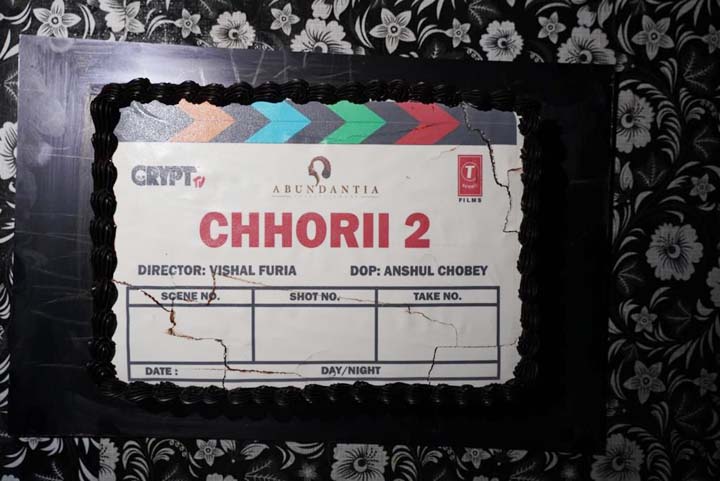 CRYPT TV
ABUNDANTIA
T
FILMS
CHHORII 2
DIRECTOR: VISHAL FURIA
DOP: ANSHUL CHOBEY
SCENE NO.
SHOT NO.
TAKE NO.
DATE :
DAY/NIGHT